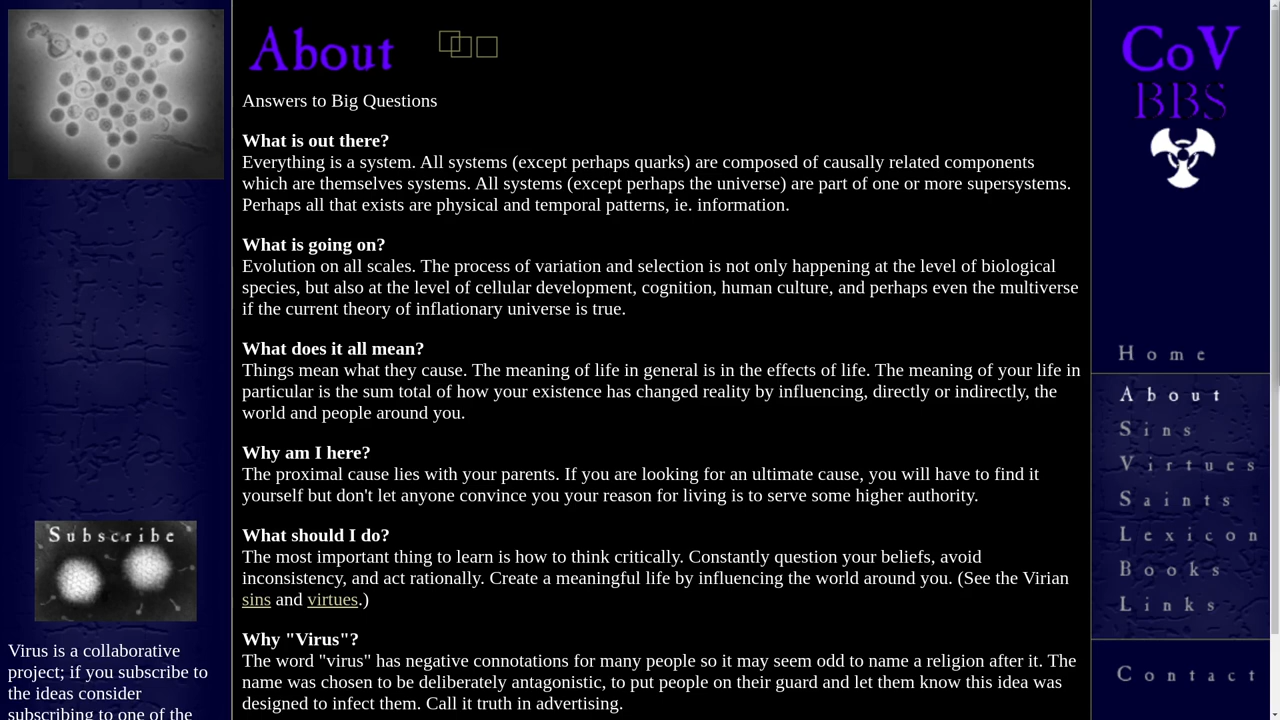 About
Answers to Big Questions
What is out there?
Everything is a system. All systems (except perhaps quarks) are composed of causally related components
which are themselves systems. All systems (except perhaps the universe) are part of one or more supersystems.
Perhaps all that exists are physical and temporal patterns, ie. information.
What is going on?
Evolution on all scales. The process of variation and selection is not only happening at the level of biological
species, but also at the level of cellular development, cognition, human culture, and perhaps even the multiverse
if the current theory of inflationary universe is true.
What does it all mean?
Things mean what they cause. The meaning of life in general is in the effects of life. The meaning of your life in
particular is the sum total of how your existence has changed reality by influencing, directly or indirectly, the
world and people around you.
Why am I here?
The proximal cause lies with your parents. If you are looking for an ultimate cause, you will have to find it
yourself but don't let anyone convince you your reason for living is to serve some higher authority.
What should I do?
The most important thing to learn is how to think critically. Constantly question your beliefs, avoid
inconsistency, and act rationally. Create a meaningful life by influencing the world around you. (See the Virian
sins and virtues.)
Why "Virus"?
The word "virus" has negative connotations for many people so it may seem odd to name a religion after it. The
name was chosen to be deliberately antagonistic, to put people on their guard and let them know this idea was
designed to infect them. Call it truth in advertising.
Subscribe
Virus is a collaborative
project; if you subscribe to
the ideas consider
subscribing to one of the
CoV
BBS
Home
About
Sins
Virtues
Saints
Lexicon
Books
Links
Contact